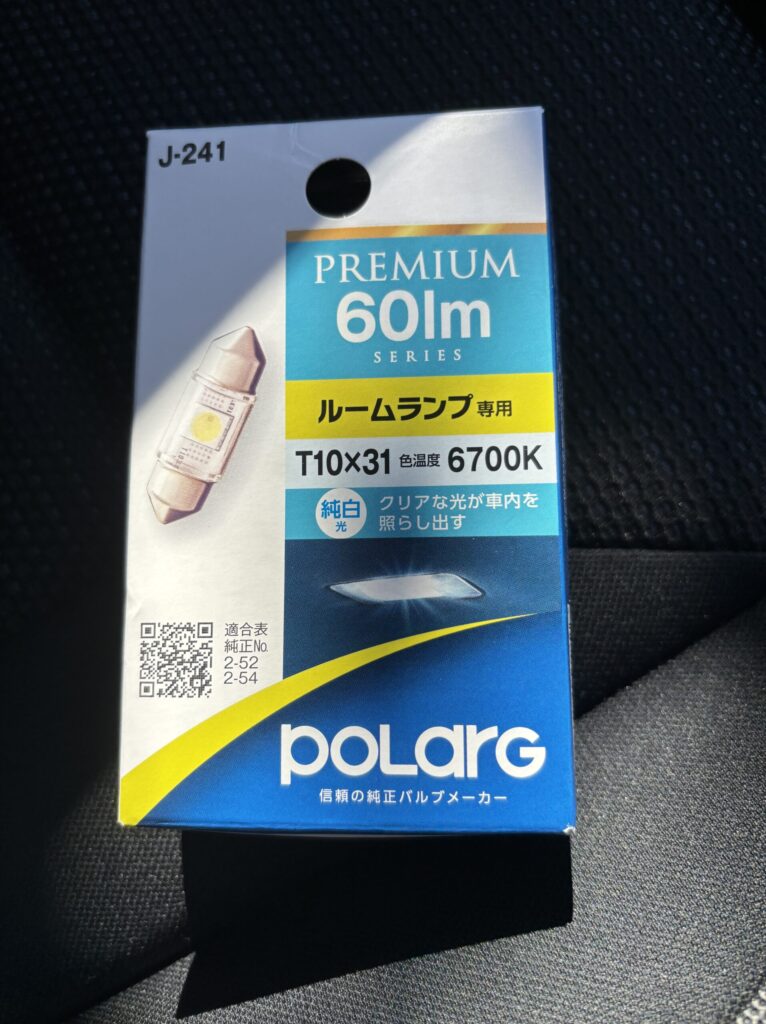 J-241
PREMIUM
60lm
SERIES
ルームランプ専用
T10×31 色温度 6700K
純白
光
クリアな光が車内を
照らし出す
適合表
純正No.
2-52
2-54
POLARG
信頼の純正バルブメーカー